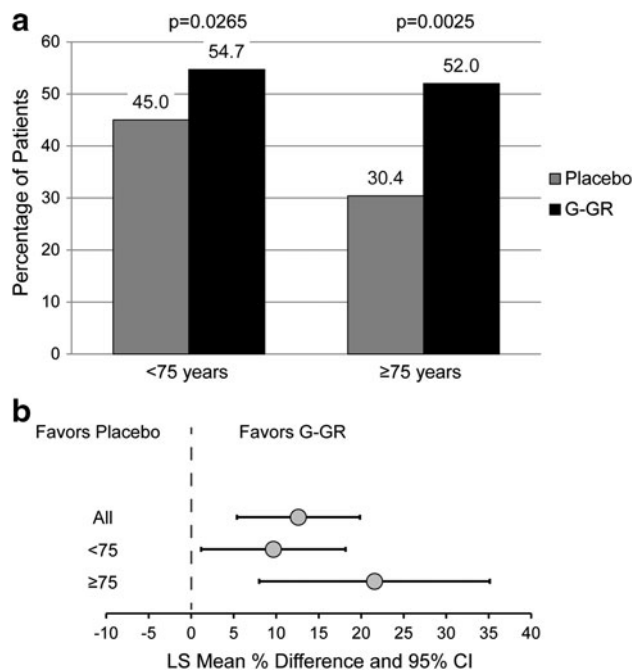 a
p=0.0265 p=0.0025
60
50
40
30
20
10
0
Percentage of Patients
45.0
54.7
30.4
52.0
<75 years ≥75 years
Placebo
G-GR
b
Favors Placebo Favors G-GR
All
<75
≥75
-10 -5 0 5 10 15 20 25 30 35 40
LS Mean % Difference and 95% CI